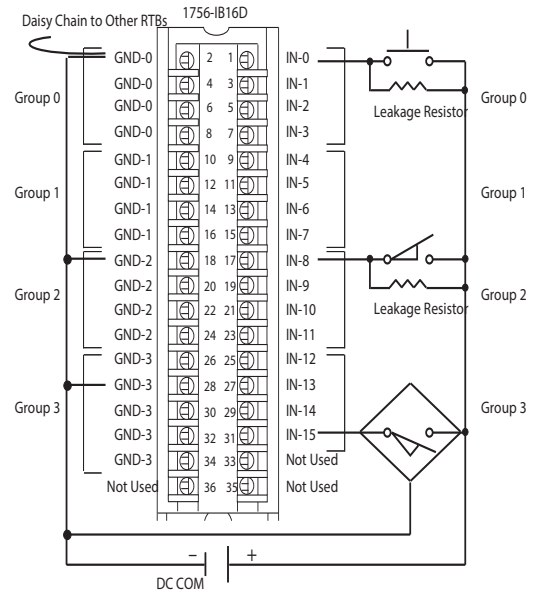 1756-IB16D
Daisy Chain to Other RTBs
GND-0 2 1 IN-0
GND-0 4 3 IN-1
GND-0 6 5 IN-2
GND-0 8 7 IN-3
Group 0
Leakage Resistor
Group 0
GND-1 10 9 IN-4
GND-1 12 11 IN-5
GND-1 14 13 IN-6
GND-1 16 15 IN-7
Group 1
Group 1
GND-2 18 17 IN-8
GND-2 20 19 IN-9
GND-2 22 21 IN-10
GND-2 24 23 IN-11
Group 2
Leakage Resistor
Group 2
GND-3 26 25 IN-12
GND-3 28 27 IN-13
GND-3 30 29 IN-14
GND-3 32 31 IN-15
GND-3 34 33 Not Used
Not Used 36 35 Not Used
Group 3
Group 3
– +
DC COM